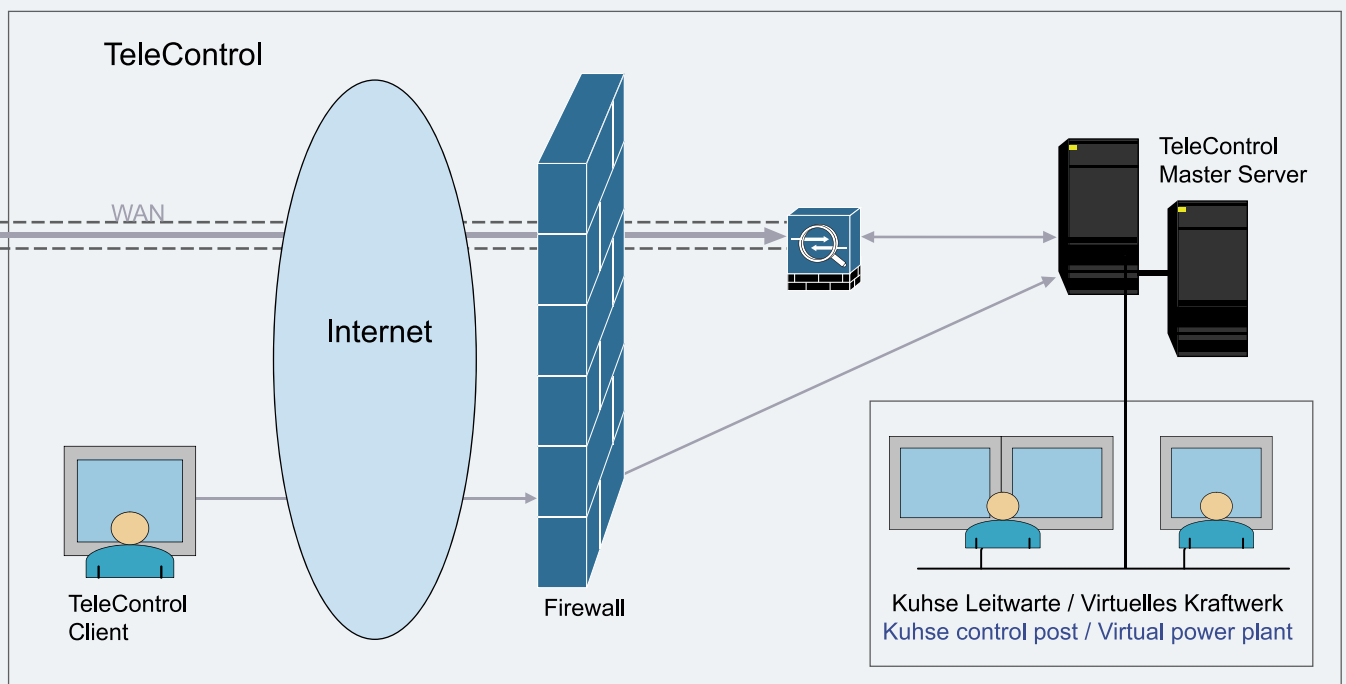 TeleControl
WAN
Internet
TeleControl
Master Server
TeleControl
Client
Firewall
Kuhse Leitwarte / Virtuelles Kraftwerk
Kuhse control post / Virtual power plant